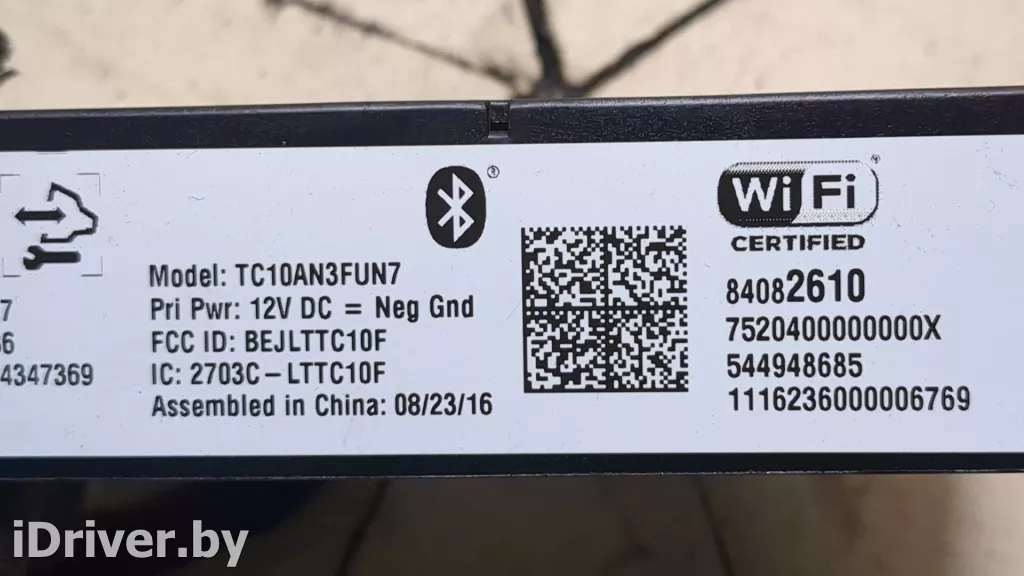 WiFi®
CERTIFIED
®
Model: TC10AN3FUN7
Pri Pwr: 12V DC = Neg Gnd
FCC ID: BEJLTTC10F
IC: 2703C-LTTC10F
Assembled in China: 08/23/16
84082610
7520400000000X
544948685
1116236000006769
7
6
4347369
iDriver.by